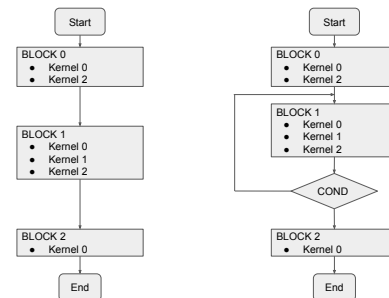 Start
BLOCK 0
● Kernel 0
● Kernel 2
BLOCK 1
● Kernel 0
● Kernel 1
● Kernel 2
BLOCK 2
● Kernel 0
End
Start
BLOCK 0
● Kernel 0
● Kernel 2
BLOCK 1
● Kernel 0
● Kernel 1
● Kernel 2
COND
BLOCK 2
● Kernel 0
End